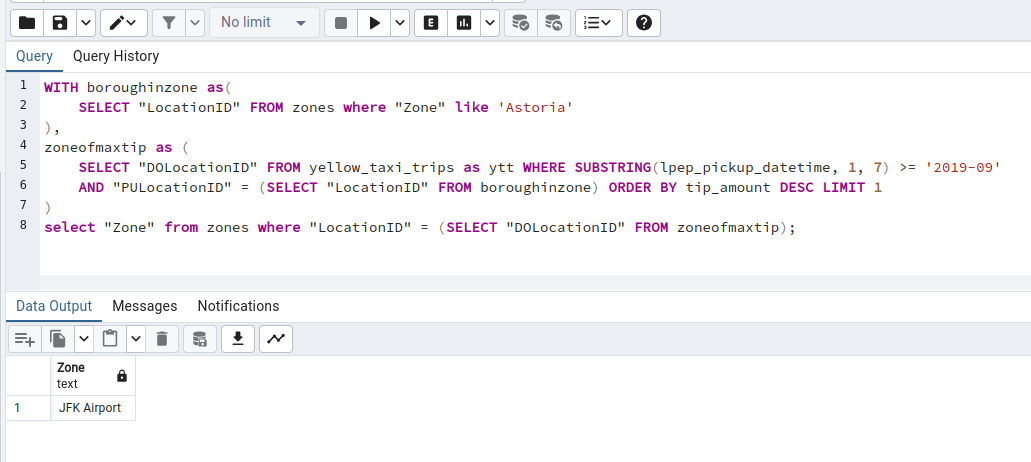 No limit
E
Query Query History
1 WITH boroughinzone as(
2 SELECT "LocationID" FROM zones where "Zone" like 'Astoria'
3 ),
4 zoneofmaxtip as (
5 SELECT "DOLocationID" FROM yellow_taxi_trips as ytt WHERE SUBSTRING(lpep_pickup_datetime, 1, 7) >= '2019-09'
6 AND "PULocationID" = (SELECT "LocationID" FROM boroughinzone) ORDER BY tip_amount DESC LIMIT 1
7 )
8 select "Zone" from zones where "LocationID" = (SELECT "DOLocationID" FROM zoneofmaxtip);
Data Output Messages Notifications
Zone
text
1 JFK Airport